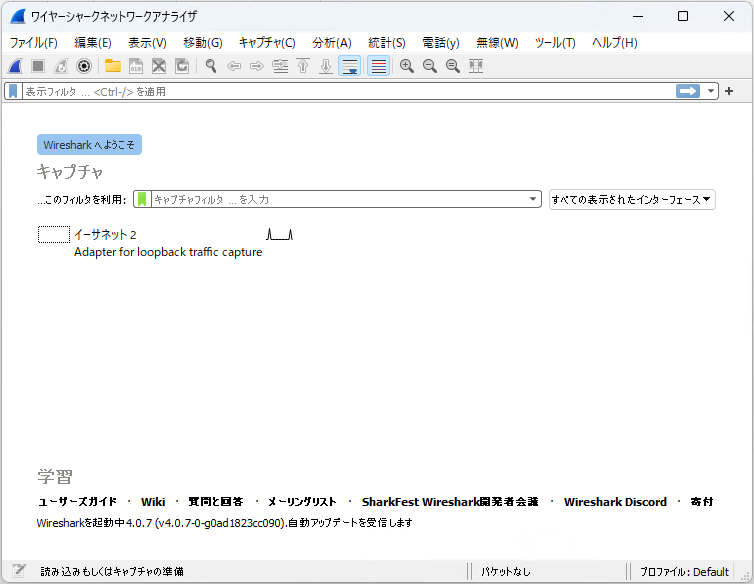 ワイヤーシャークネットワークアナライザ
ファイル(F) 編集(E) 表示(V) 移動(G) キャプチャ(C) 分析(A) 統計(S) 電話(y) 無線(W) ツール(T) ヘルプ(H)
表示フィルタ ... <Ctrl-/> を適用
Wireshark へようこそ
キャプチャ
...このフィルタを利用: キャプチャフィルタ ... を入力 すべての表示されたインターフェース
イーサネット 2
Adapter for loopback traffic capture
学習
ユーザーズガイド · Wiki · 質問と回答 · メーリングリスト · SharkFest Wireshark開発者会議 · Wireshark Discord · 寄付
Wiresharkを起動中4.0.7 (v4.0.7-0-g0ad1823cc090).自動アップデートを受信します
読み込みもしくはキャプチャの準備 パケットなし プロファイル: Default